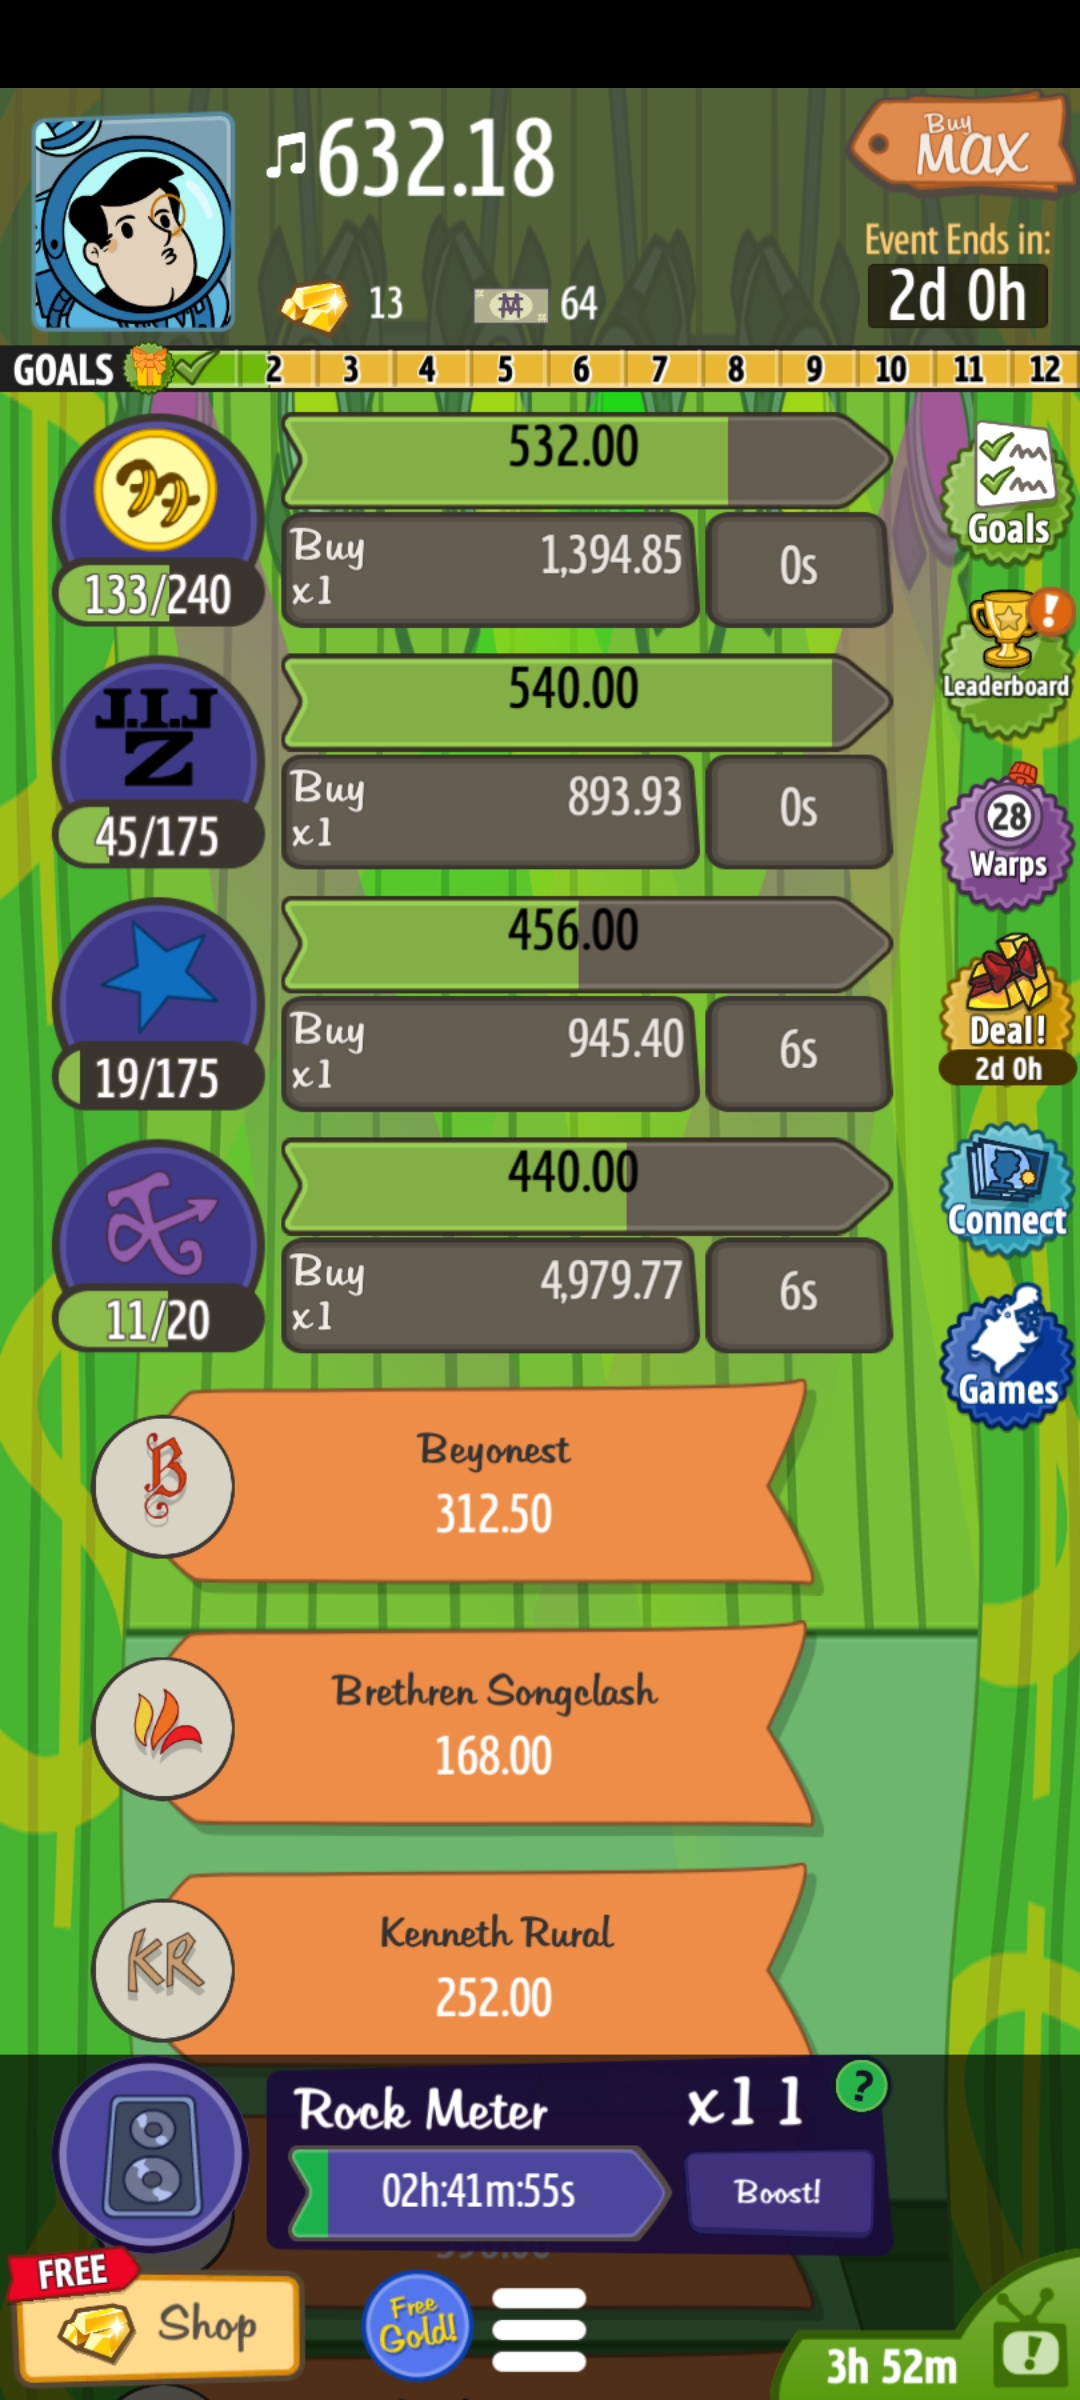 632.18
Buy
MAX
13
64
Event Ends in:
2d 0h
GOALS 2 3 4 5 6 7 8 9 10 11 12
532.00
Buy
x1
1,394.85
0s
133/240
Goals
J.I.J
Z
540.00
Buy
x1
893.93
0s
45/175
Leaderboard
28
Warps
456.00
Buy
x1
945.40
6s
19/175
Deal!
2d 0h
440.00
Buy
x1
4,979.77
6s
11/20
Connect
Games
B
Beyonest
312.50
Brethren Songclash
168.00
KR
Kenneth Rural
252.00
Rock Meter
x11
?
02h:41m:55s
Boost!
FREE
Shop
Free
Gold!
3h 52m